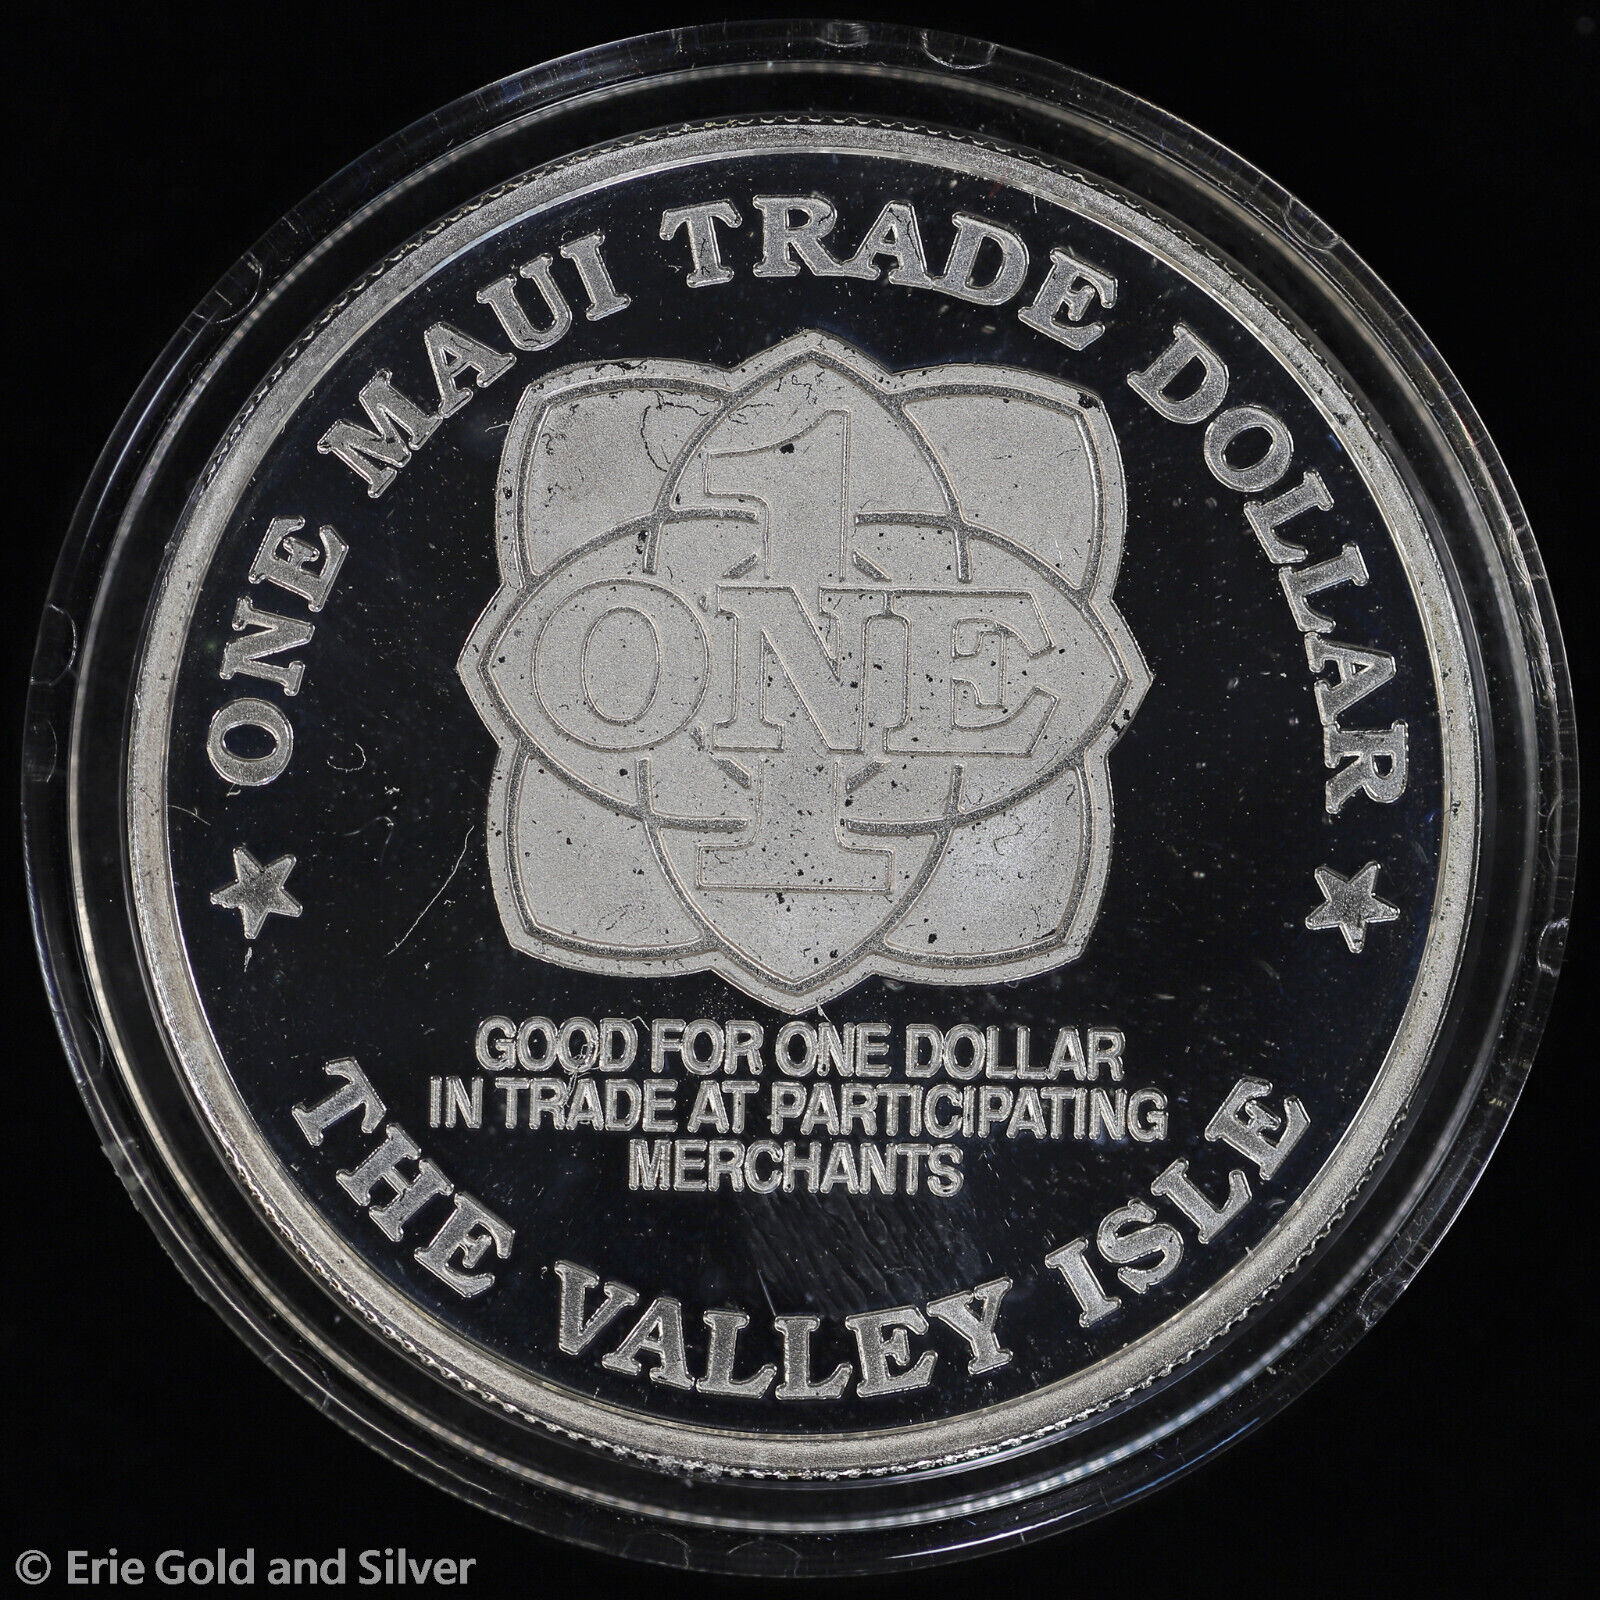 ONE MAUI TRADE DOLLAR
1
ONE
GOOD FOR ONE DOLLAR
IN TRADE AT PARTICIPATING
MERCHANTS
THE VALLEY ISLE
© Erie Gold and Silver